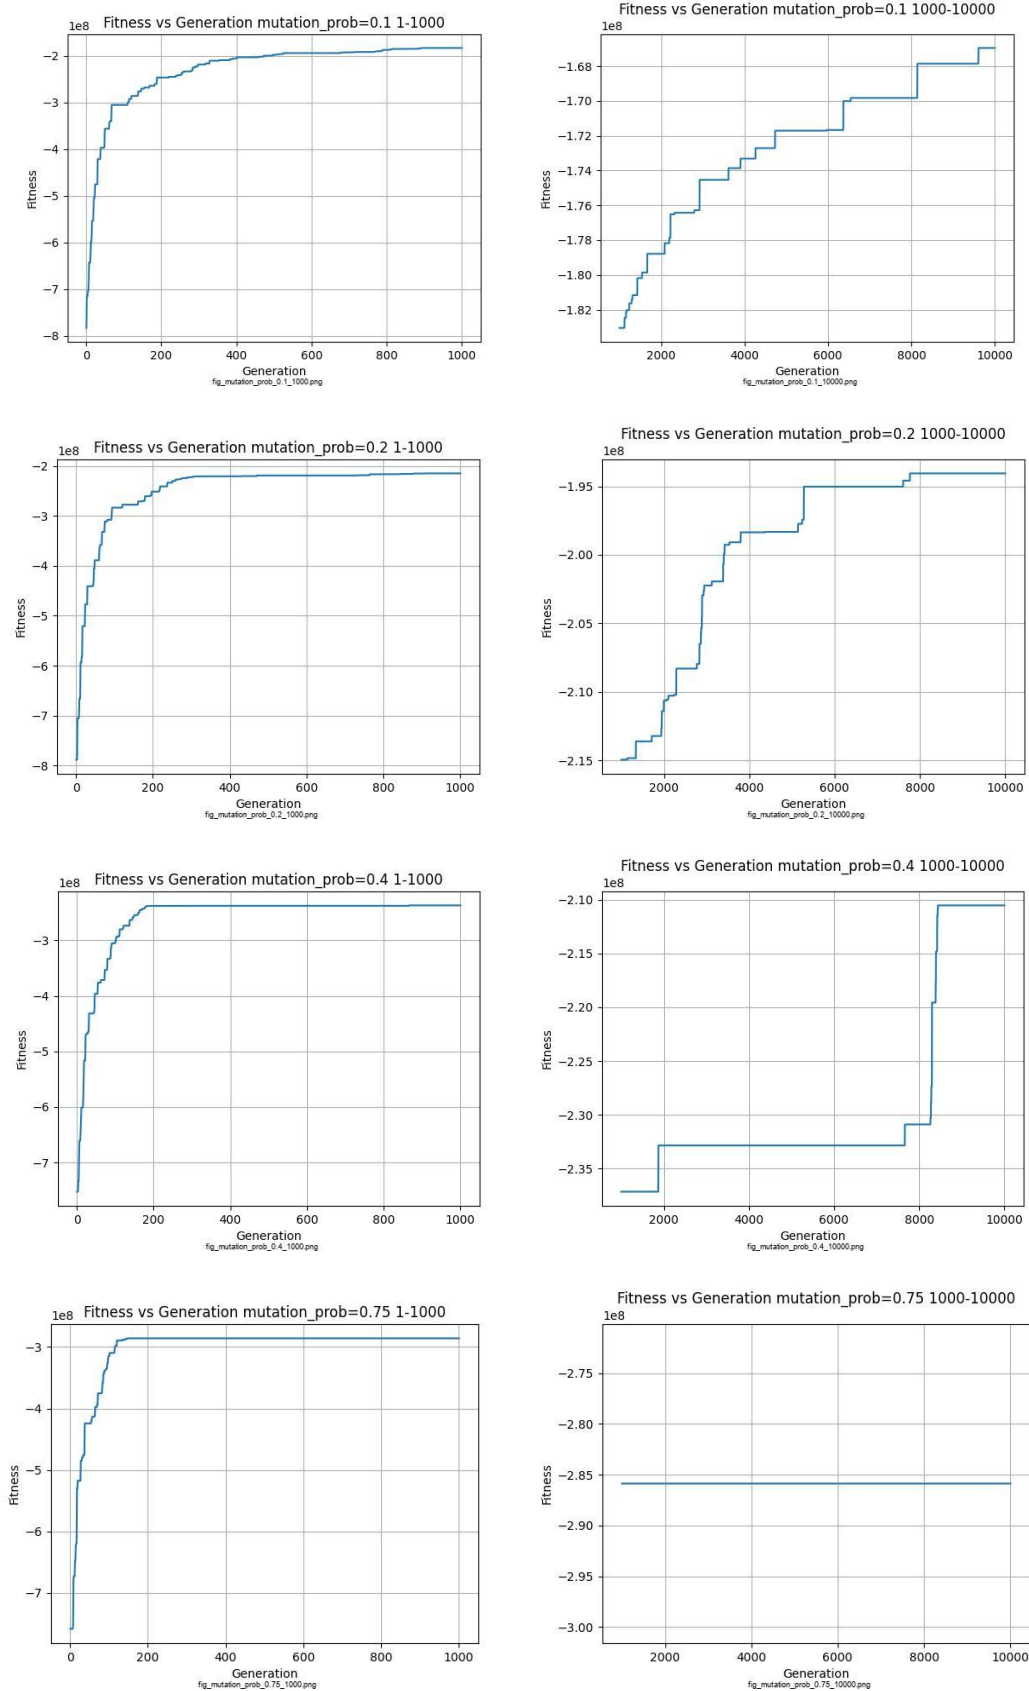 Fitness vs Generation mutation_prob=0.1 1-1000
1e8
−2
−3
−4
−5
−6
−7
−8
Fitness
0 200 400 600 800 1000
Generation
fig_mutation_prob_0.1_1000.png
Fitness vs Generation mutation_prob=0.1 1000-10000
1e8
−1.68
−1.70
−1.72
−1.74
−1.76
−1.78
−1.80
−1.82
Fitness
2000 4000 6000 8000 10000
Generation
fig_mutation_prob_0.1_10000.png
Fitness vs Generation mutation_prob=0.2 1-1000
1e8
−2
−3
−4
−5
−6
−7
−8
Fitness
0 200 400 600 800 1000
Generation
fig_mutation_prob_0.2_1000.png
Fitness vs Generation mutation_prob=0.2 1000-10000
1e8
−1.95
−2.00
−2.05
−2.10
−2.15
Fitness
2000 4000 6000 8000 10000
Generation
fig_mutation_prob_0.2_10000.png
Fitness vs Generation mutation_prob=0.4 1-1000
1e8
−3
−4
−5
−6
−7
Fitness
0 200 400 600 800 1000
Generation
fig_mutation_prob_0.4_1000.png
Fitness vs Generation mutation_prob=0.4 1000-10000
1e8
−2.10
−2.15
−2.20
−2.25
−2.30
−2.35
Fitness
2000 4000 6000 8000 10000
Generation
fig_mutation_prob_0.4_10000.png
Fitness vs Generation mutation_prob=0.75 1-1000
1e8
−3
−4
−5
−6
−7
Fitness
0 200 400 600 800 1000
Generation
fig_mutation_prob_0.75_1000.png
Fitness vs Generation mutation_prob=0.75 1000-10000
1e8
−2.75
−2.80
−2.85
−2.90
−2.95
−3.00
Fitness
2000 4000 6000 8000 10000
Generation
fig_mutation_prob_0.75_10000.png